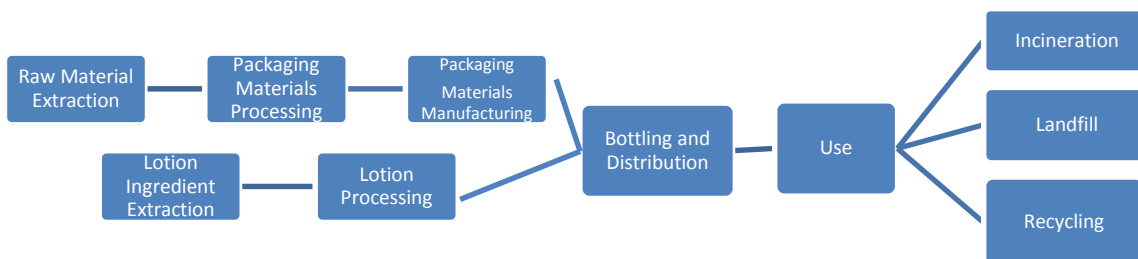 Raw Material
Extraction
Packaging
Materials
Processing
Packaging
Materials
Manufacturing
Lotion
Ingredient
Extraction
Lotion
Processing
Bottling and
Distribution
Use
Incineration
Landfill
Recycling